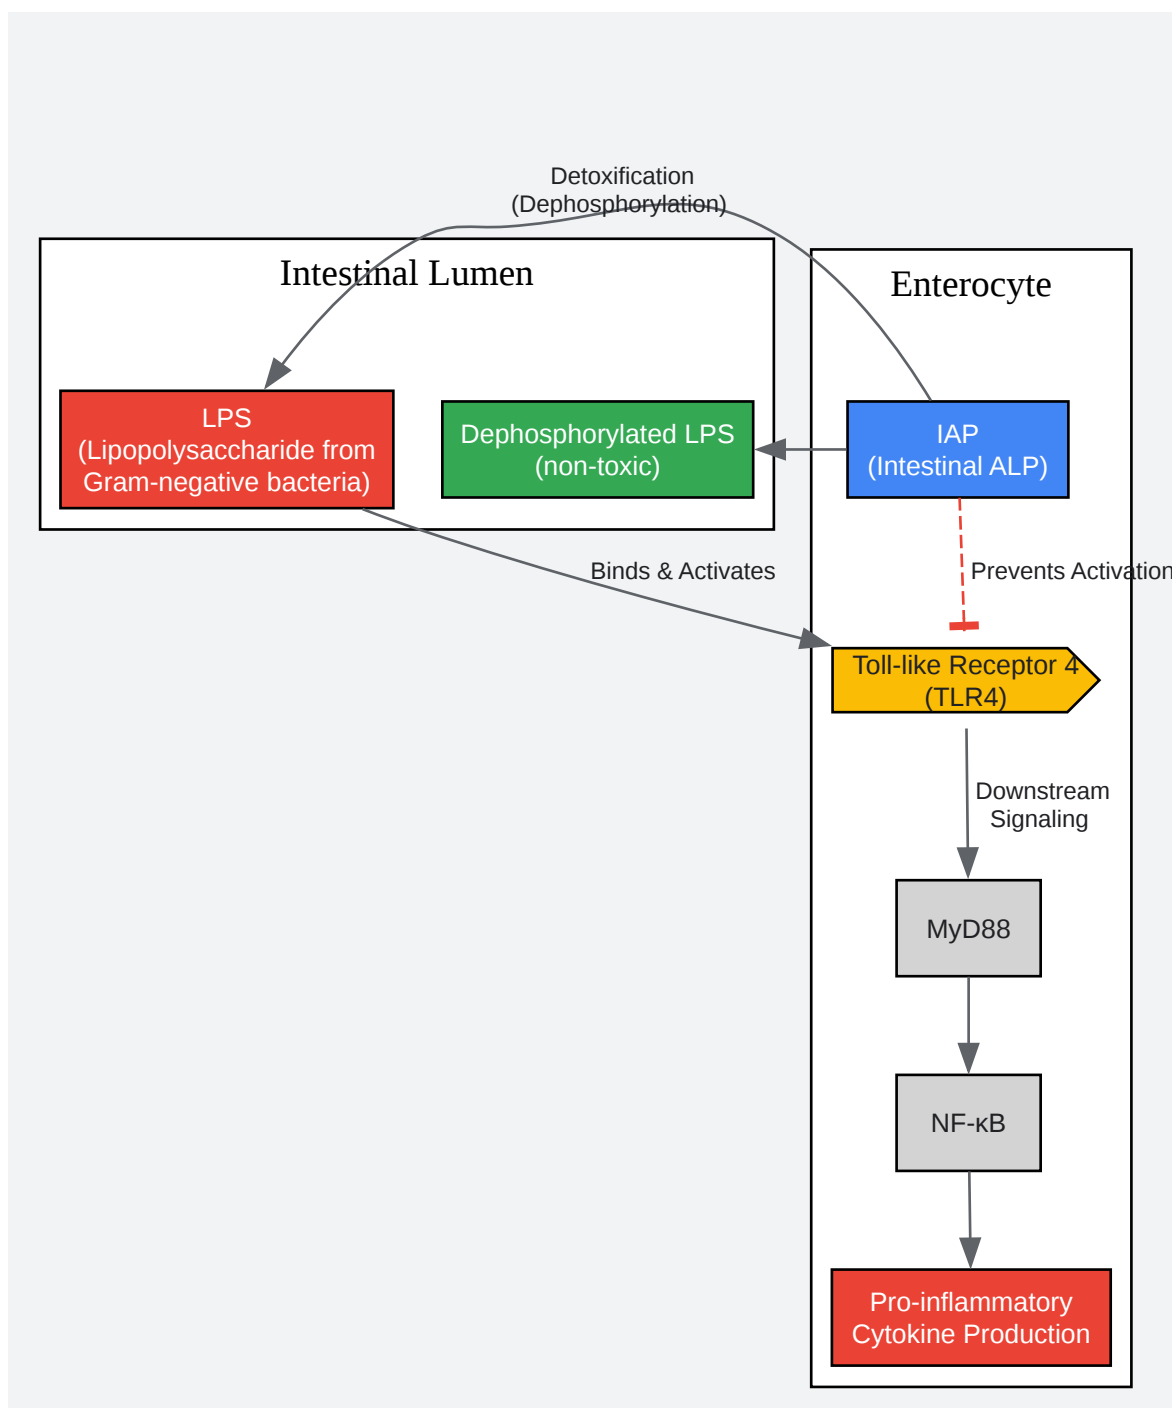 Detoxification
(Dephosphorylation)
Intestinal Lumen
Enterocyte
LPS
(Lipopolysaccharide from
Gram-negative bacteria)
Dephosphorylated LPS
(non-toxic)
IAP
(Intestinal ALP)
Binds & Activates
Prevents Activation
Toll-like Receptor 4
(TLR4)
Downstream
Signaling
MyD88
NF-κB
Pro-inflammatory
Cytokine Production